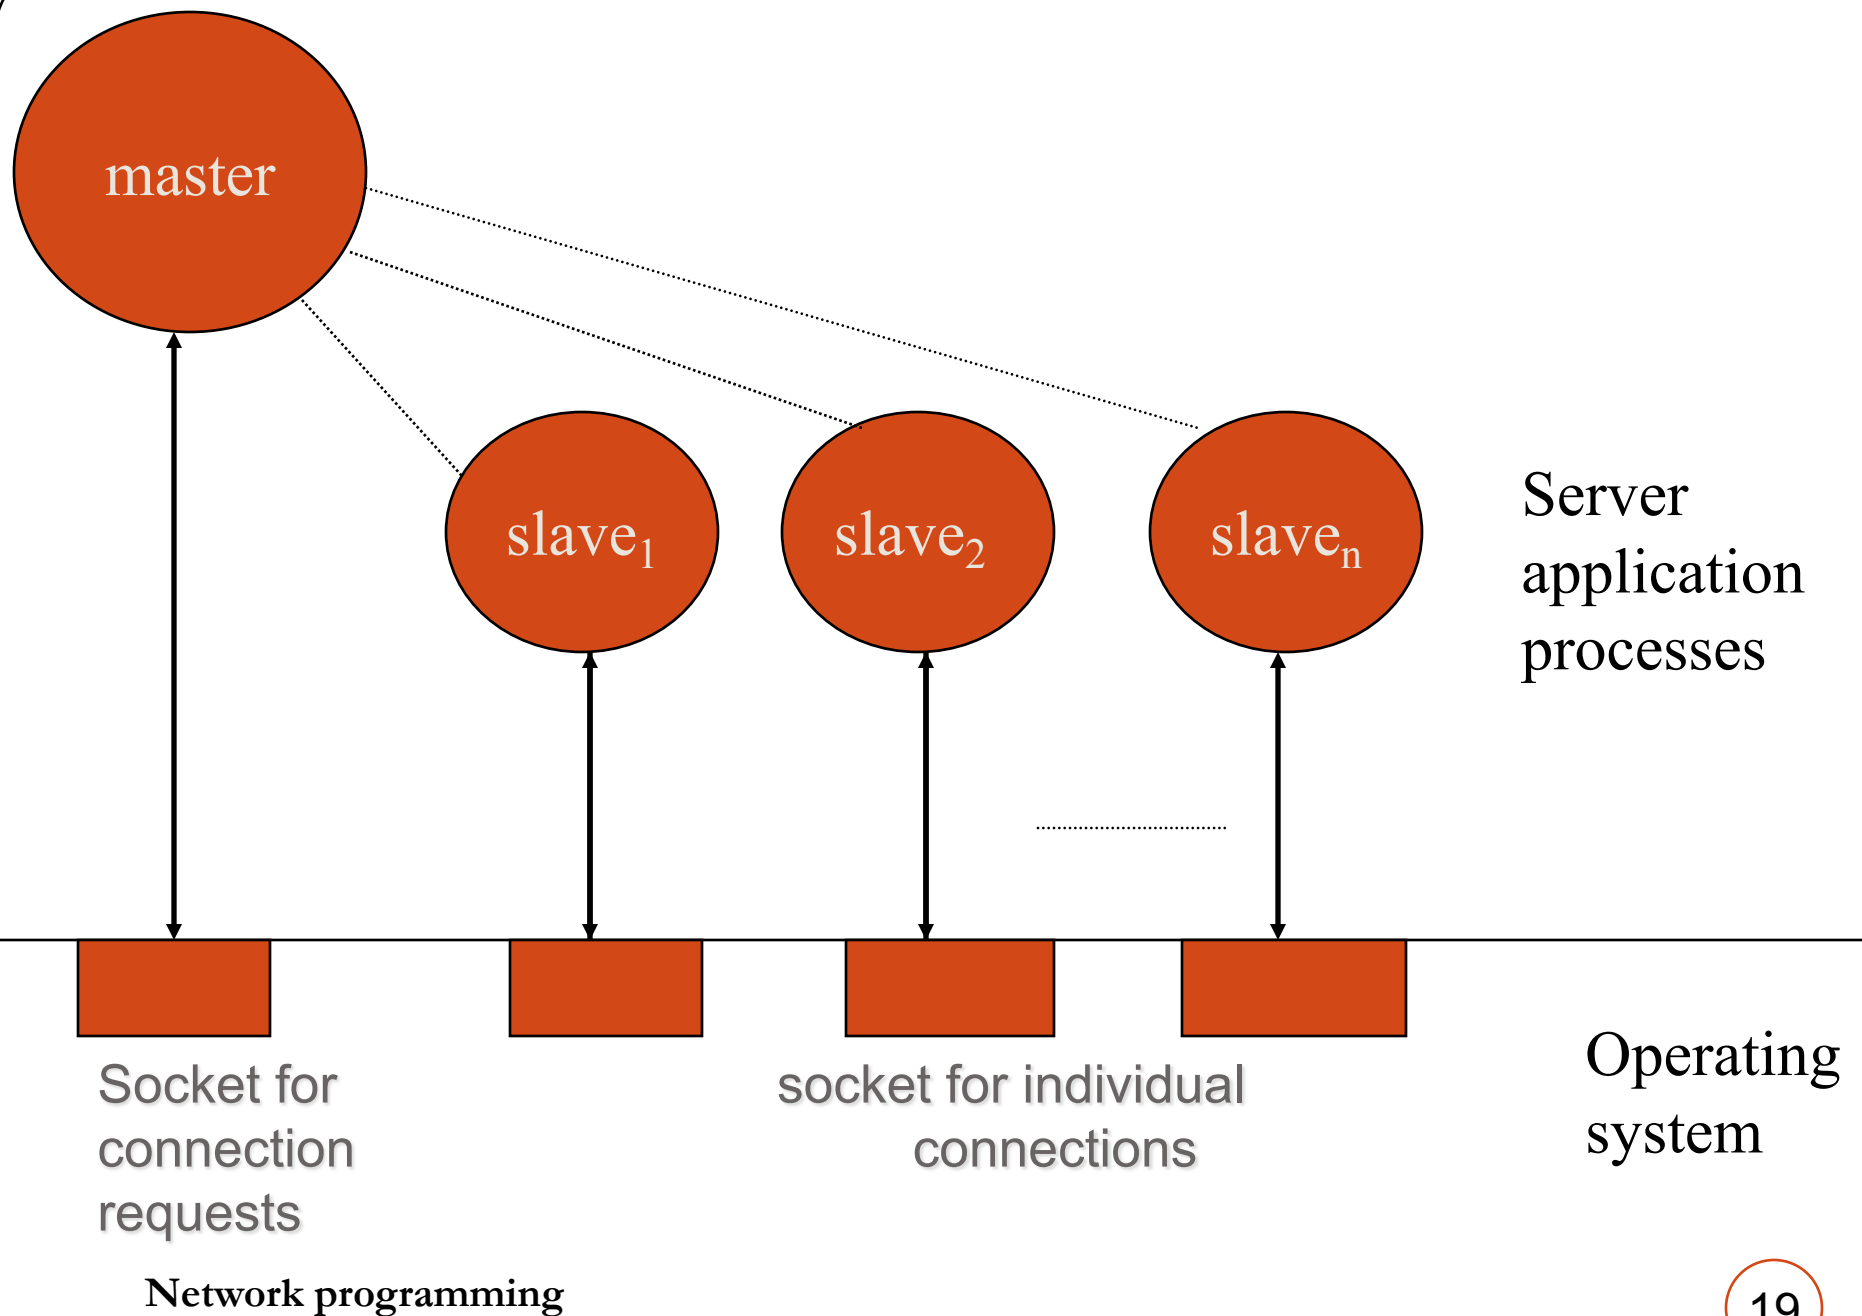 master
slave1
slave2
slaven
Server
application
processes
Socket for
connection
requests
socket for individual
connections
Operating
system
Network programming
19